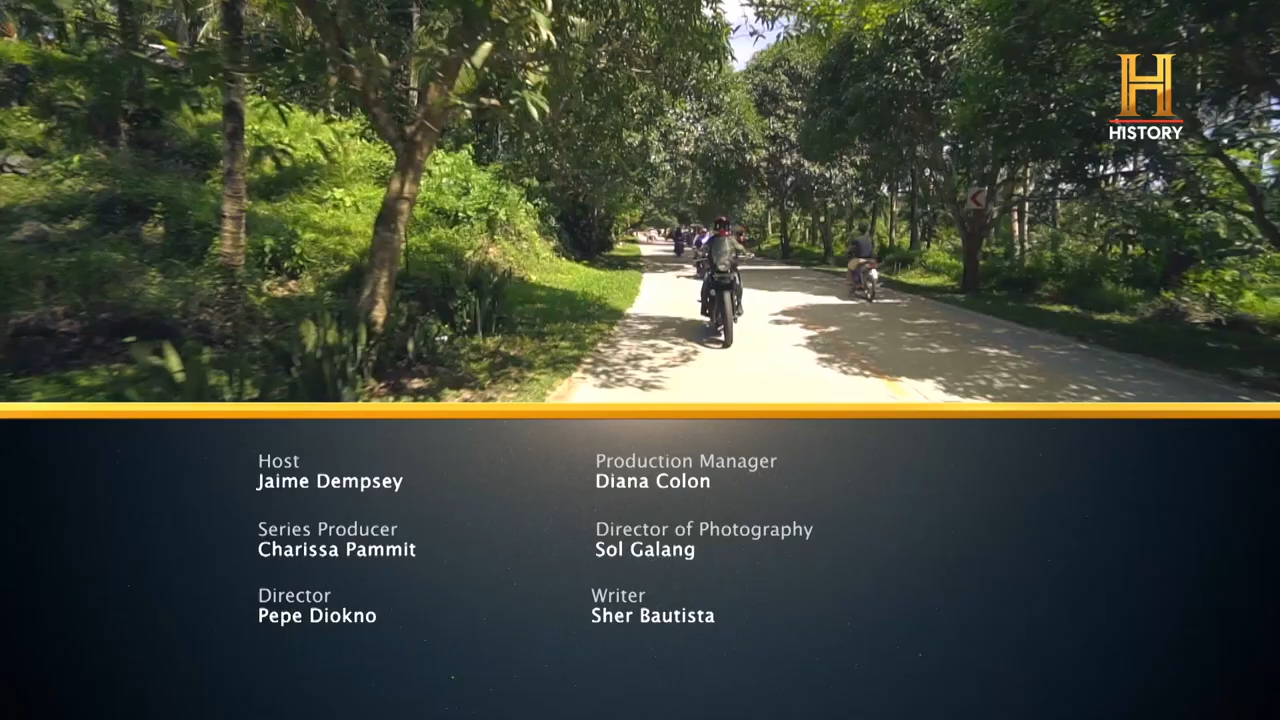 H
HISTORY
Host
Jaime Dempsey
Series Producer
Charissa Pammit
Director
Pepe Diokno
Production Manager
Diana Colon
Director of Photography
Sol Galang
Writer
Sher Bautista